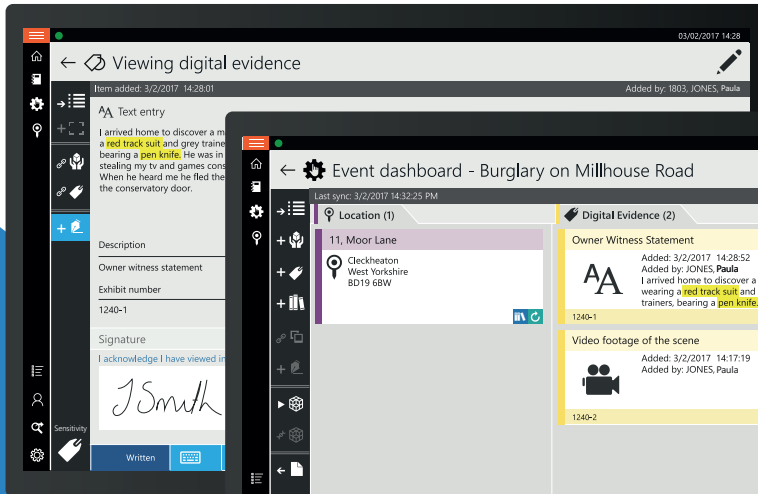 03/02/2017 14:28
Viewing digital evidence
Item added: 3/2/2017 14:28:01
Added by: 1803, JONES, Paula
AA Text entry
I arrived home to discover a m
a red track suit and grey traine
bearing a pen knife. He was in
stealing my tv and games cons
When he heard me he fled the
the conservatory door.
Description
Owner witness statement
Exhibit number
1240-1
Signature
I acknowledge I have viewed in
J Smith
Sensitivity
Written
Event dashboard - Burglary on Millhouse Road
Last sync: 3/2/2017 14:32:25 PM
Location (1)
11, Moor Lane
Cleckheaton
West Yorkshire
BD19 6BW
Digital Evidence (2)
Owner Witness Statement
AA
Added: 3/2/2017 14:28:52
Added by: JONES, Paula
I arrived home to discover a
wearing a red track suit and
trainers, bearing a pen knife.
1240-1
Video footage of the scene
Added: 3/2/2017 14:17:19
Added by: JONES, Paula
1240-2